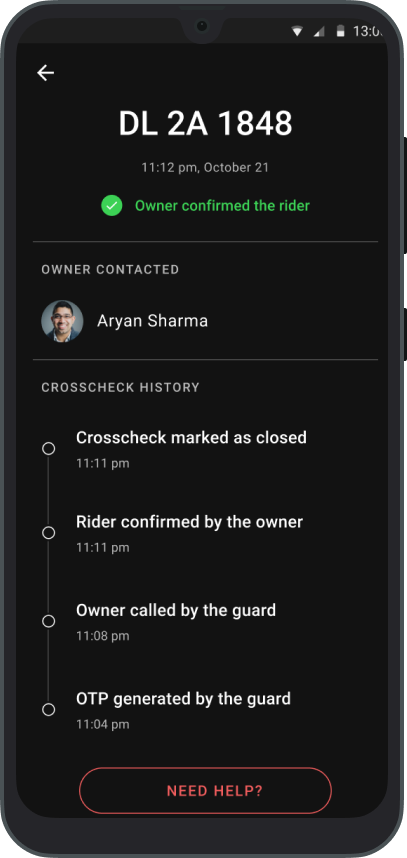 13:0
DL 2A 1848
11:12 pm, October 21
Owner confirmed the rider
OWNER CONTACTED
Aryan Sharma
CROSSCHECK HISTORY
Crosscheck marked as closed
11:11 pm
Rider confirmed by the owner
11:11 pm
Owner called by the guard
11:08 pm
OTP generated by the guard
11:04 pm
NEED HELP?